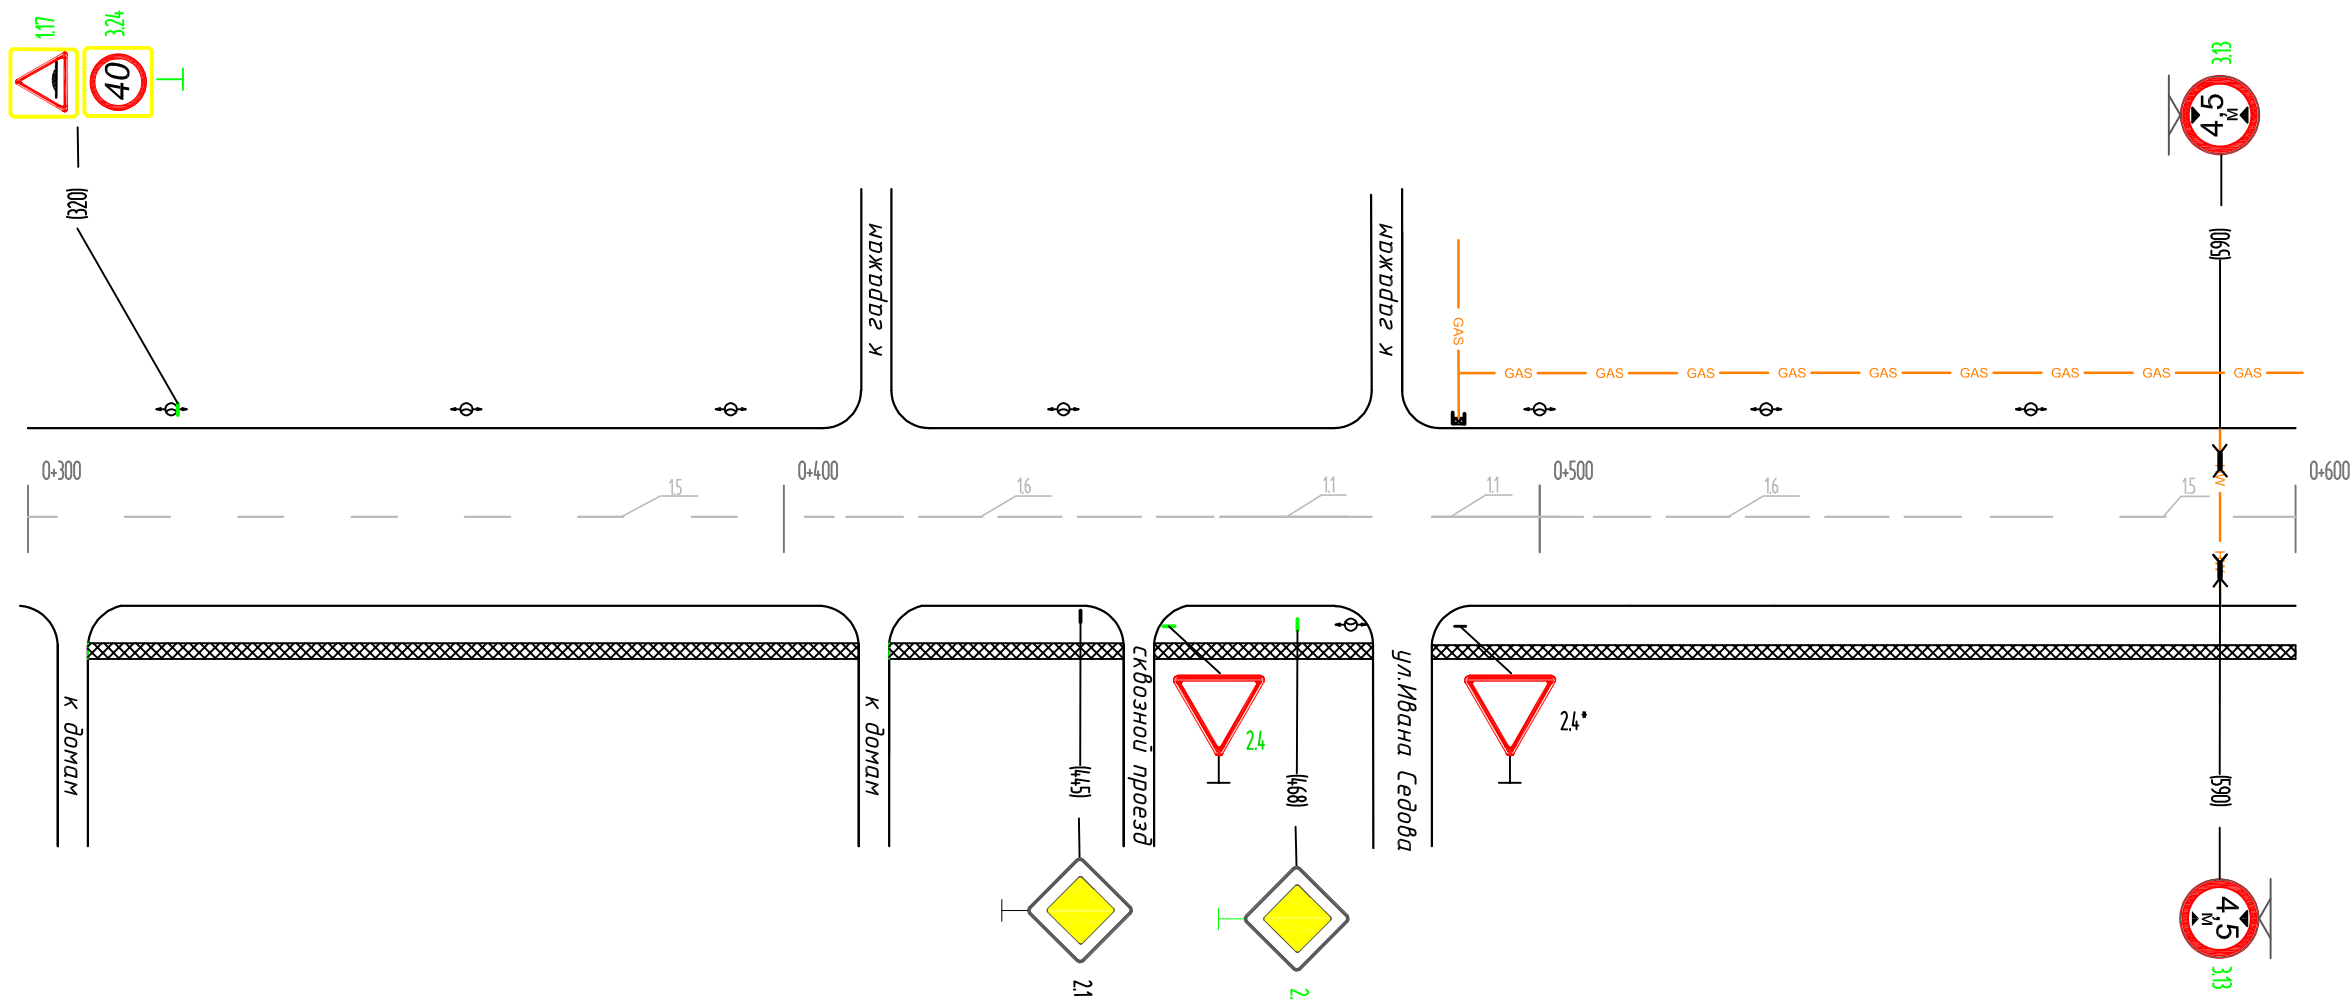 1.17
3.24
40
3.13
4,5
м
(320)
(590)
к гаражам
к гаражам
GAS
GAS
GAS
GAS
GAS
GAS
GAS
GAS
GAS
GAS
0+300
0+400
0+500
0+600
1.5
1.6
1.1
1.1
1.6
1.5
W
к домам
к домам
сквозной проезд
ул.Ивана Седова
2.4
2.4*
(445)
(468)
(590)
4,5
м
2.1
2.
3.13